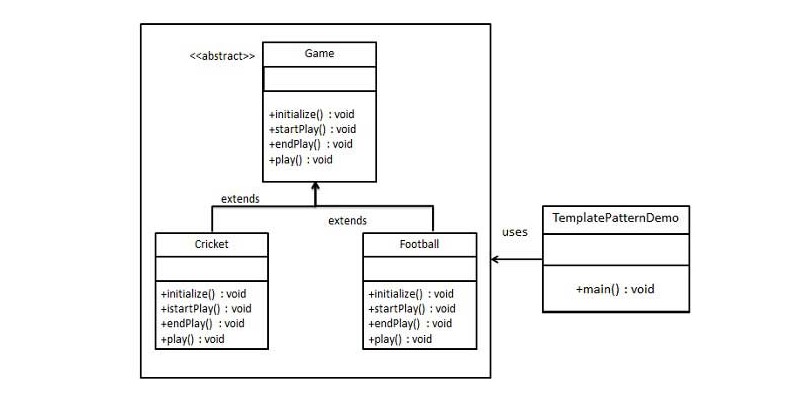 <<abstract>>
Game
+initialize() : void
+startPlay() : void
+endPlay() : void
+play() : void
extends
extends
Cricket
+initialize() : void
+istartPlay() : void
+endPlay() : void
+play() : void
Football
+initialize() : void
+startPlay() : void
+endPlay() : void
+play() : void
uses
TemplatePatternDemo
+main() : void